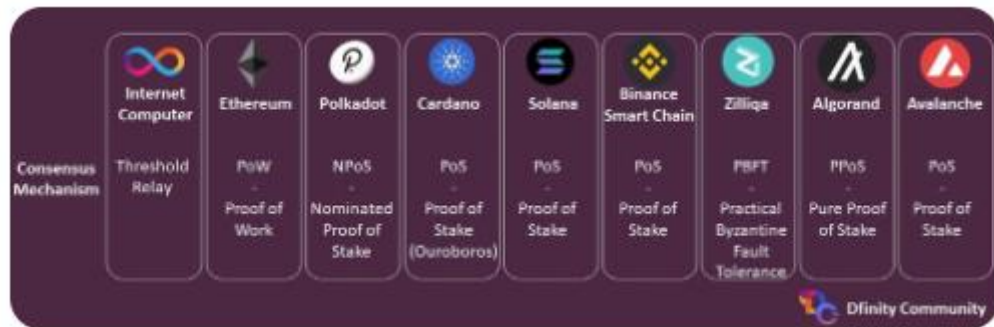 Internet
Computer
Ethereum
Polkadot
Cardano
Solana
Binance
Smart Chain
Zilliqa
Algorand
Avalanche
Consensus
Mechanism
Threshold
Relay
PoW
-
Proof of
Work
NPoS
-
Nominated
Proof of
Stake
PoS
-
Proof of
Stake
(Ouroboros)
PoS
-
Proof of
Stake
PoS
-
Proof of
Stake
PBFT
-
Practical
Byzantine
Fault
Tolerance
PPoS
-
Pure Proof
of Stake
PoS
-
Proof of
Stake
Dfinity Community